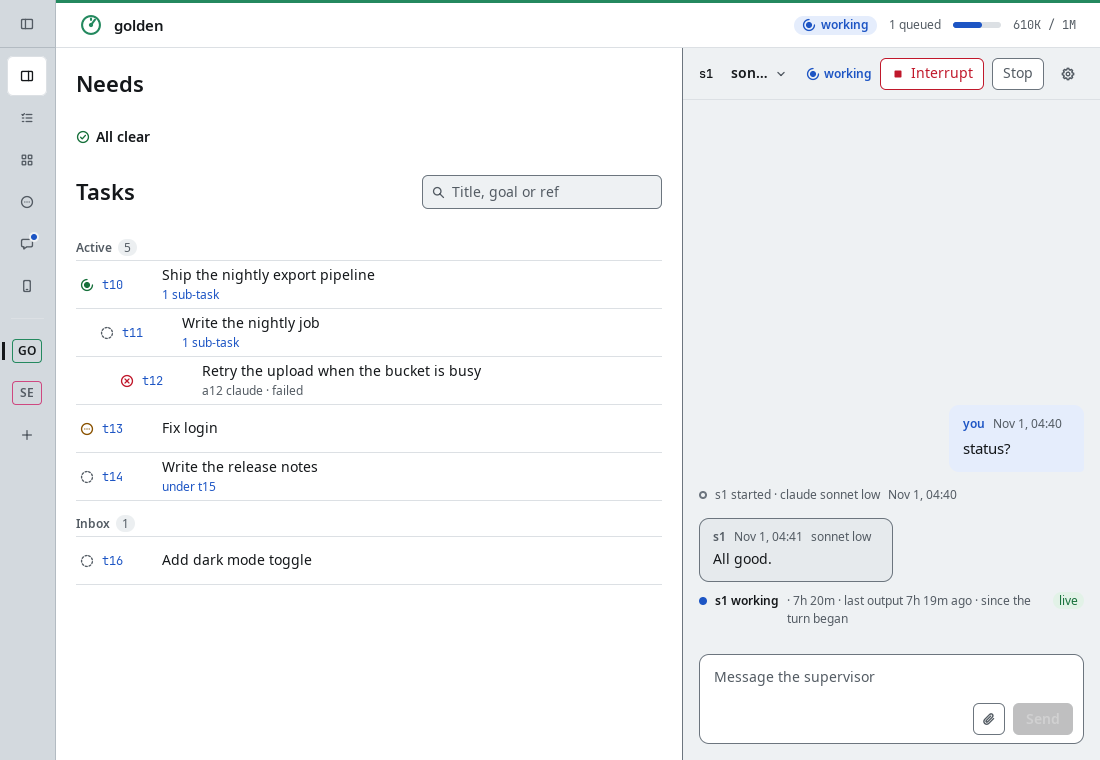 golden
working
1 queued
610K / 1M
Needs
All clear
Tasks
Title, goal or ref
Active 5
t10
Ship the nightly export pipeline
1 sub-task
t11
Write the nightly job
1 sub-task
t12
Retry the upload when the bucket is busy
a12 claude · failed
t13
Fix login
t14
Write the release notes
under t15
Inbox 1
t16
Add dark mode toggle
GO
SE
s1
son...
working
Interrupt
Stop
you Nov 1, 04:40
status?
s1 started · claude sonnet low Nov 1, 04:40
s1 Nov 1, 04:41 sonnet low
All good.
s1 working · 7h 20m · last output 7h 19m ago · since the
turn began
live
Message the supervisor
Send